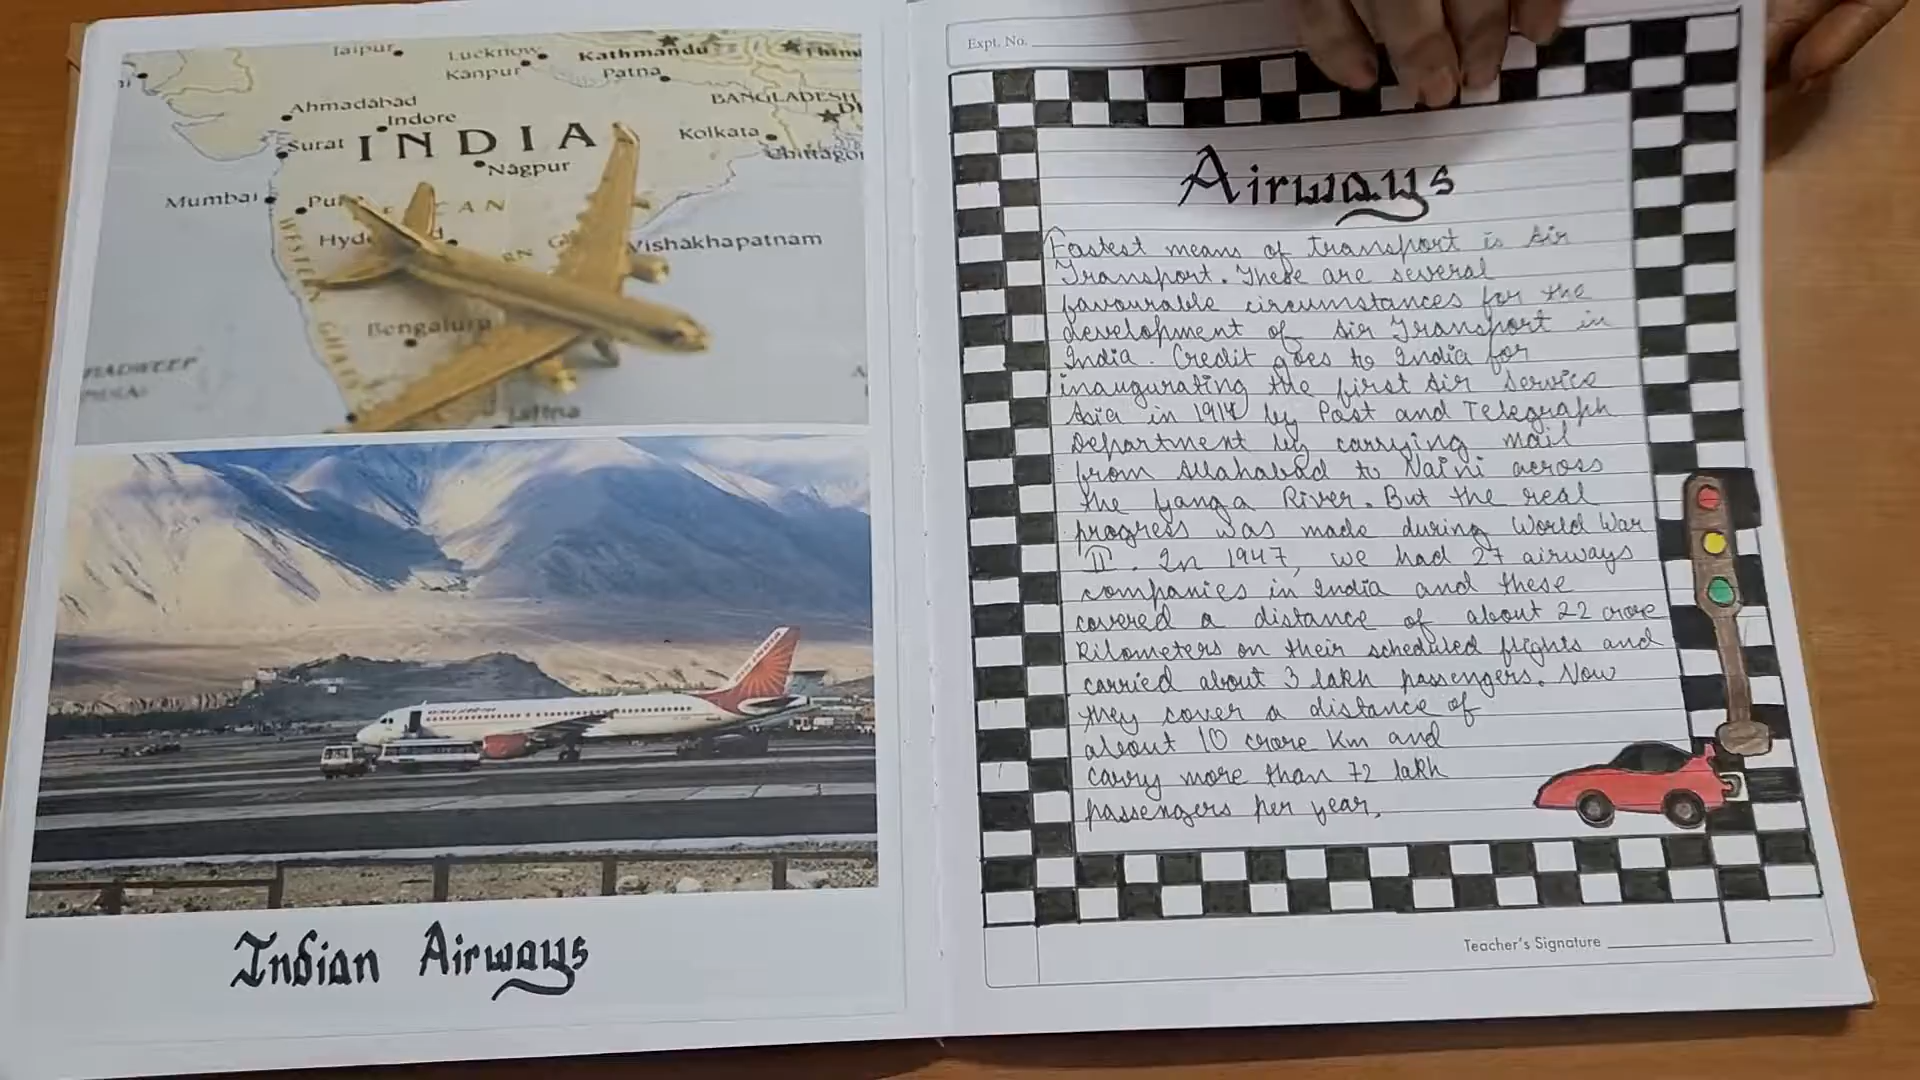 Jaipur
Lucknow
Kathmandu
Kanpur
Patna
Ahmadabad
BANGLADESH
Indore
Surat
INDIA
Kolkata
Nagpur
Mumbai
Vishakhapatnam
WESTERN GHATS
Bengaluru
Indian Airways
Expt. No.
Airways
Fastest means of transport is Air
Transport. These are several
favourable circumstances for the
development of Air Transport in
India. Credit goes to India for
inaugurating the first Air Service
Asia in 1914 by Post and Telegraph
Department by carrying mail
from Allahabad to Naini across
the Ganga River. But the real
progress was made during World War
II. In 1947, we had 27 airways
companies in India and these
covered a distance of about 22 crore
Kilometers on their scheduled flights and
carried about 3 lakh passengers. Now
they cover a distance of
about 10 crore Km and
carry more than 72 lakh
passengers per year.
Teacher's Signature